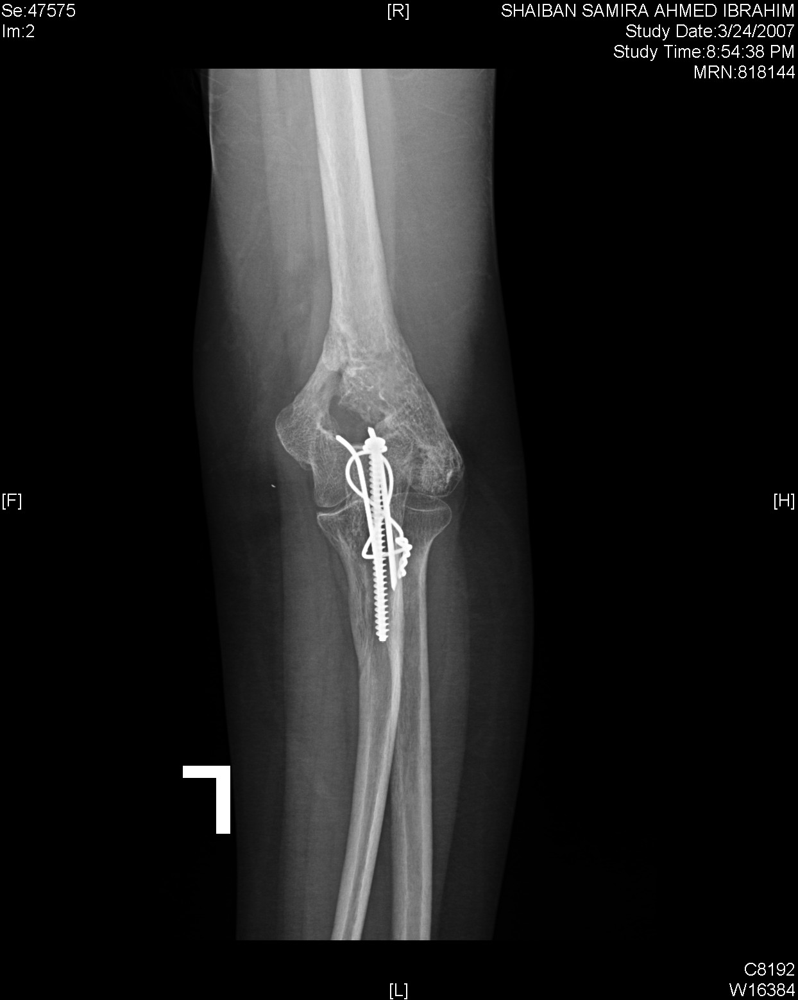 Se:47575
Im:2
[R]
SHAIBAN SAMIRA AHMED IBRAHIM
Study Date:3/24/2007
Study Time:8:54:38 PM
MRN:818144
[F]
[H]
L
[L]
C8192
W16384